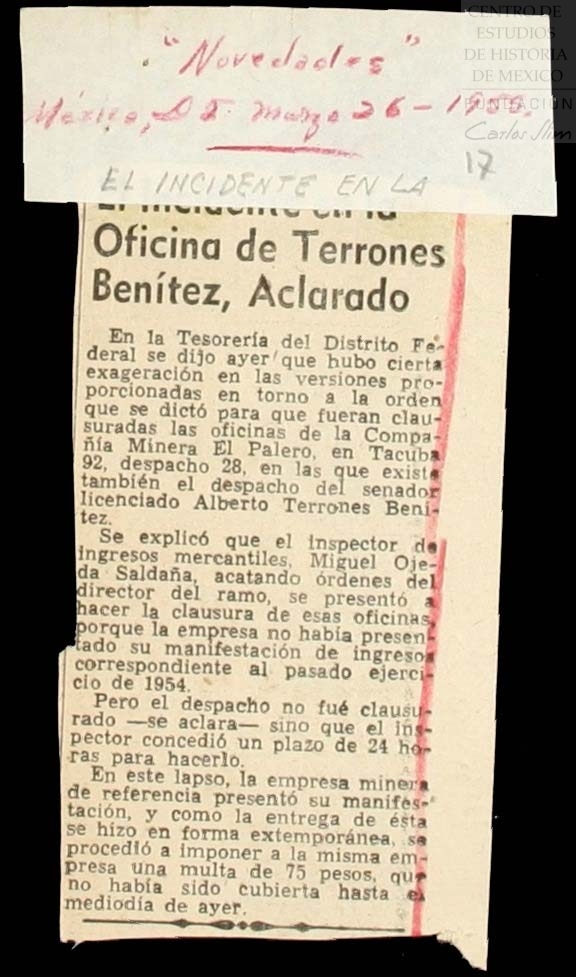 CENTRO DE
ESTUDIOS
DE HISTORIA
DE MEXICO
FUNDACIÓN
Carlos Slim
"Novedades"
México, D F. Marzo 26-1955.
17
EL INCIDENTE EN LA
El Incidente en la
Oficina de Terrones
Benítez, Aclarado
En la Tesorería del Distrito Fe-
deral se dijo ayer que hubo cierta
exageración en las versiones pro-
porcionadas en torno a la orden
que se dictó para que fueran clau-
suradas las oficinas de la Compa-
ñía Minera El Palero, en Tacuba
92, despacho 28, en las que existe
también el despacho del senador
licenciado Alberto Terrones Bení-
tez.
Se explicó que el inspector de
ingresos mercantiles, Miguel Oje-
da Saldaña, acatando órdenes del
director del ramo, se presentó a
hacer la clausura de esas oficinas,
porque la empresa no había presen-
tado su manifestación de ingresos
correspondiente al pasado ejerci-
cio de 1954.
Pero el despacho no fué clausu-
rado —se aclara— sino que el ins-
pector concedió un plazo de 24 ho-
ras para hacerlo.
En este lapso, la empresa minera
de referencia presentó su manifes-
tación, y como la entrega de ésta
se hizo en forma extemporánea, se
procedió a imponer a la misma em-
presa una multa de 75 pesos, que
no había sido cubierta hasta el
mediodía de ayer.